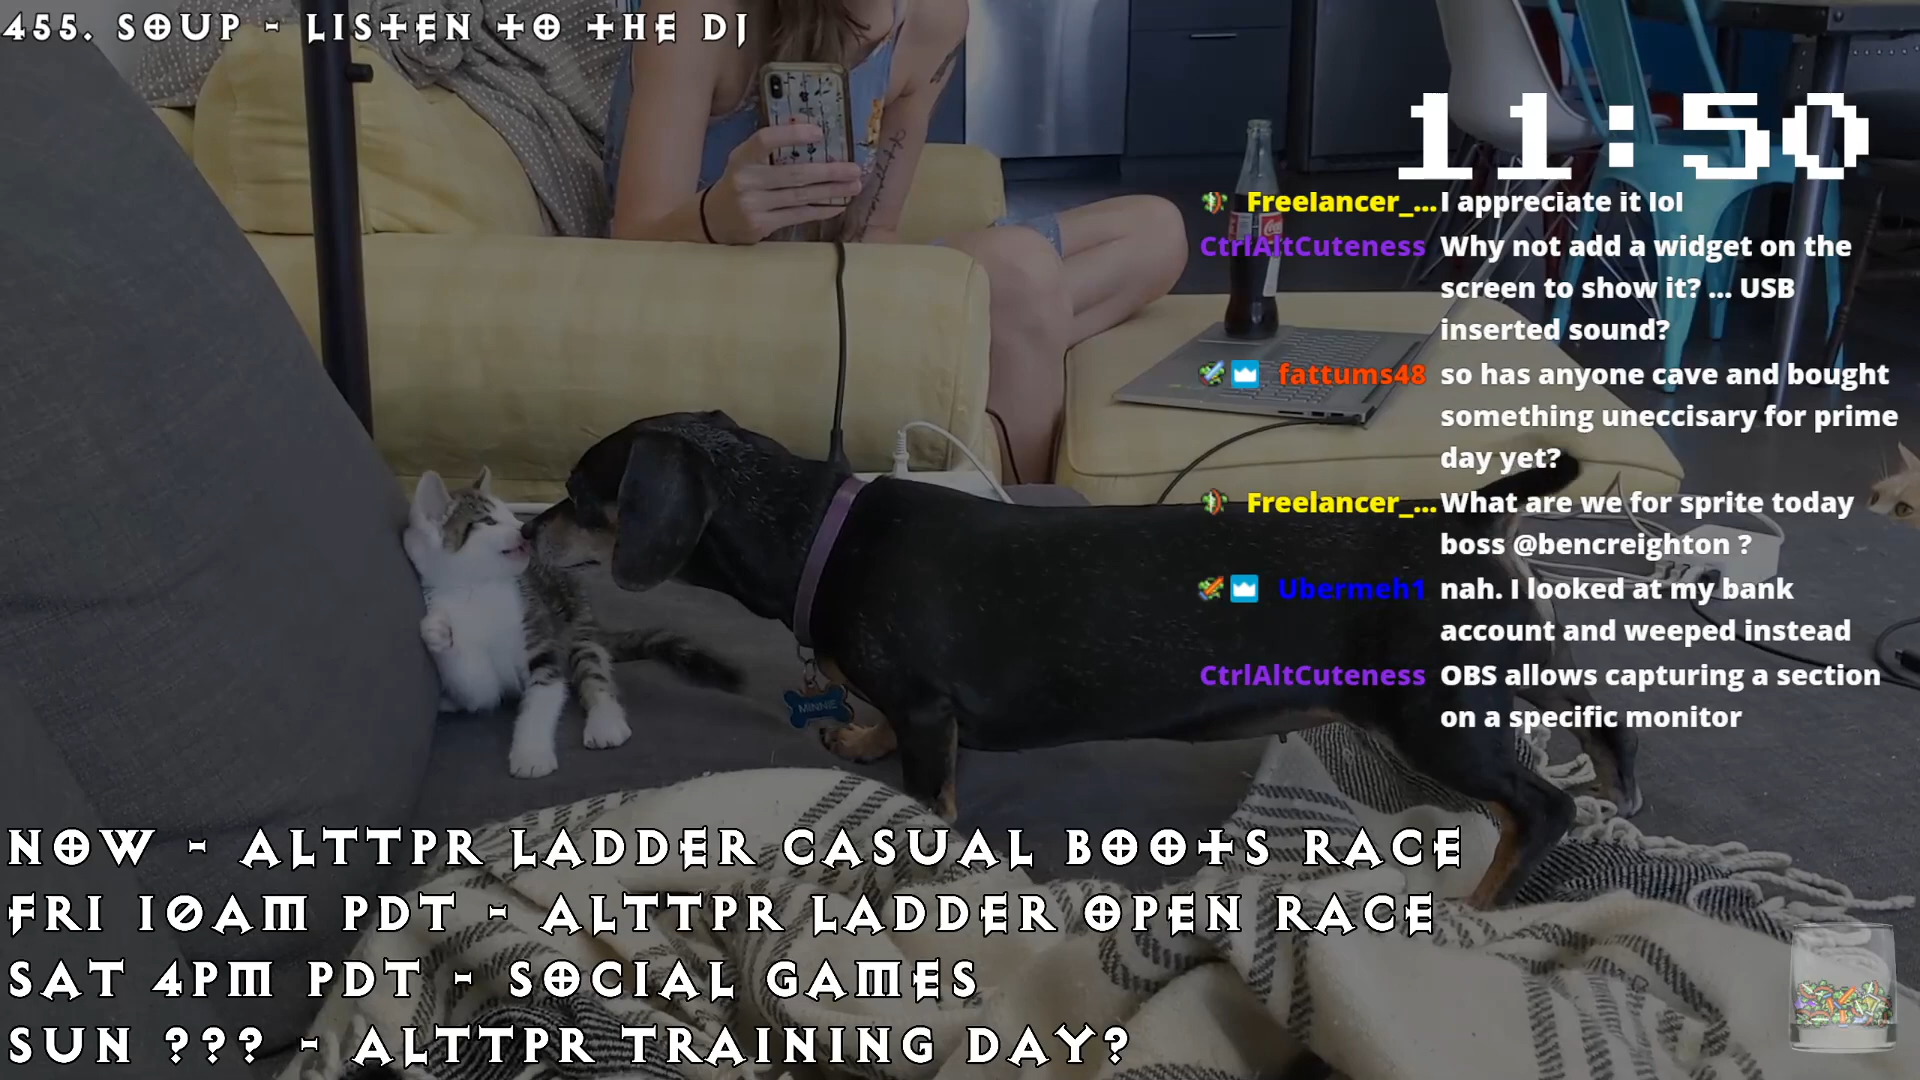 455. SOUP - LISTEN TO THE DJ
11:50
Freelancer_... I appreciate it lol
CtrlAltCuteness Why not add a widget on the
screen to show it? ... USB
inserted sound?
fattums48 so has anyone cave and bought
something uneccisary for prime
day yet?
Freelancer_... What are we for sprite today
boss @bencreighton ?
Ubermeh1 nah. I looked at my bank
account and weeped instead
CtrlAltCuteness OBS allows capturing a section
on a specific monitor
MINNIE
NOW - ALTTPR LADDER CASUAL BOOTS RACE
FRI 10AM PDT - ALTTPR LADDER OPEN RACE
SAT 4PM PDT - SOCIAL GAMES
SUN ??? - ALTTPR TRAINING DAY?